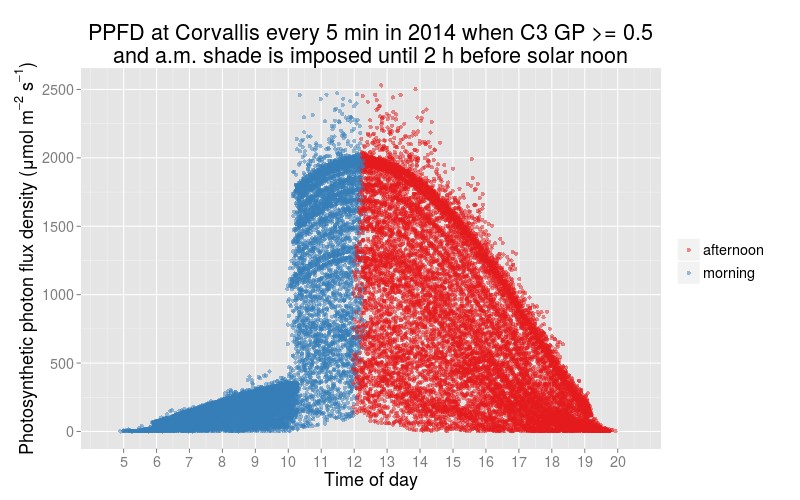 PPFD at Corvallis every 5 min in 2014 when C3 GP >= 0.5
and a.m. shade is imposed until 2 h before solar noon
Photosynthetic photon flux density (μmol m⁻² s⁻¹)
2500
2000
1500
1000
500
0
5 6 7 8 9 10 11 12 13 14 15 16 17 18 19 20
Time of day
afternoon
morning